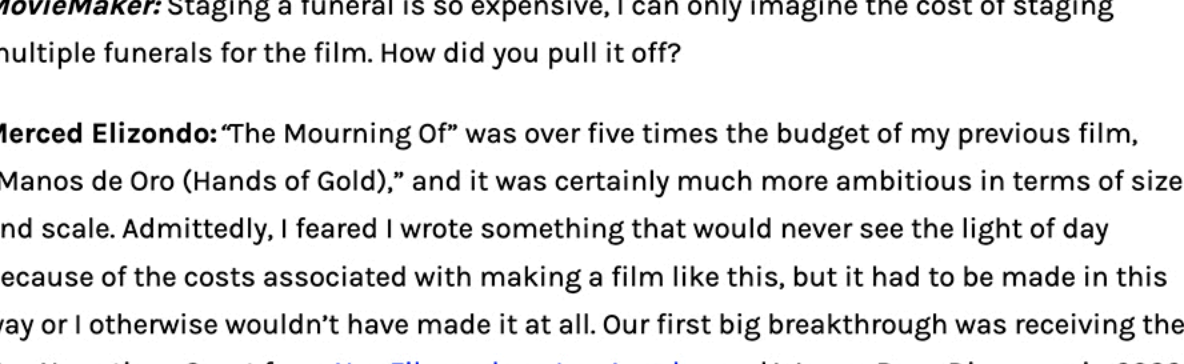 MovieMaker: Staging a funeral is so expensive, I can only imagine the cost of staging
multiple funerals for the film. How did you pull it off?
Merced Elizondo: “The Mourning Of” was over five times the budget of my previous film,
Manos de Oro (Hands of Gold),” and it was certainly much more ambitious in terms of size
nd scale. Admittedly, I feared I wrote something that would never see the light of day
ecause of the costs associated with making a film like this, but it had to be made in this
way or I otherwise wouldn’t have made it at all. Our first big breakthrough was receiving the